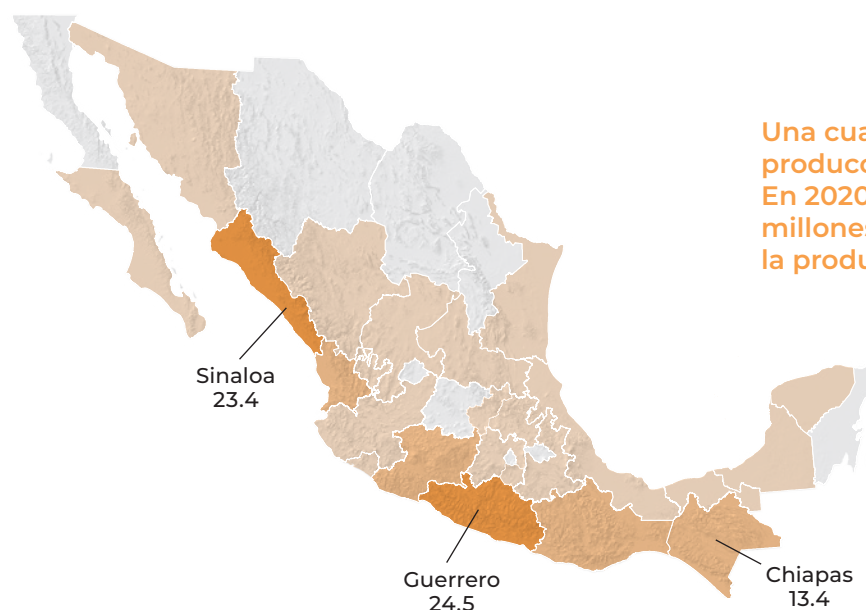 Una cua
producc
En 2020
millones
la produ
Sinaloa
23.4
Guerrero
24.5
Chiapas
13.4